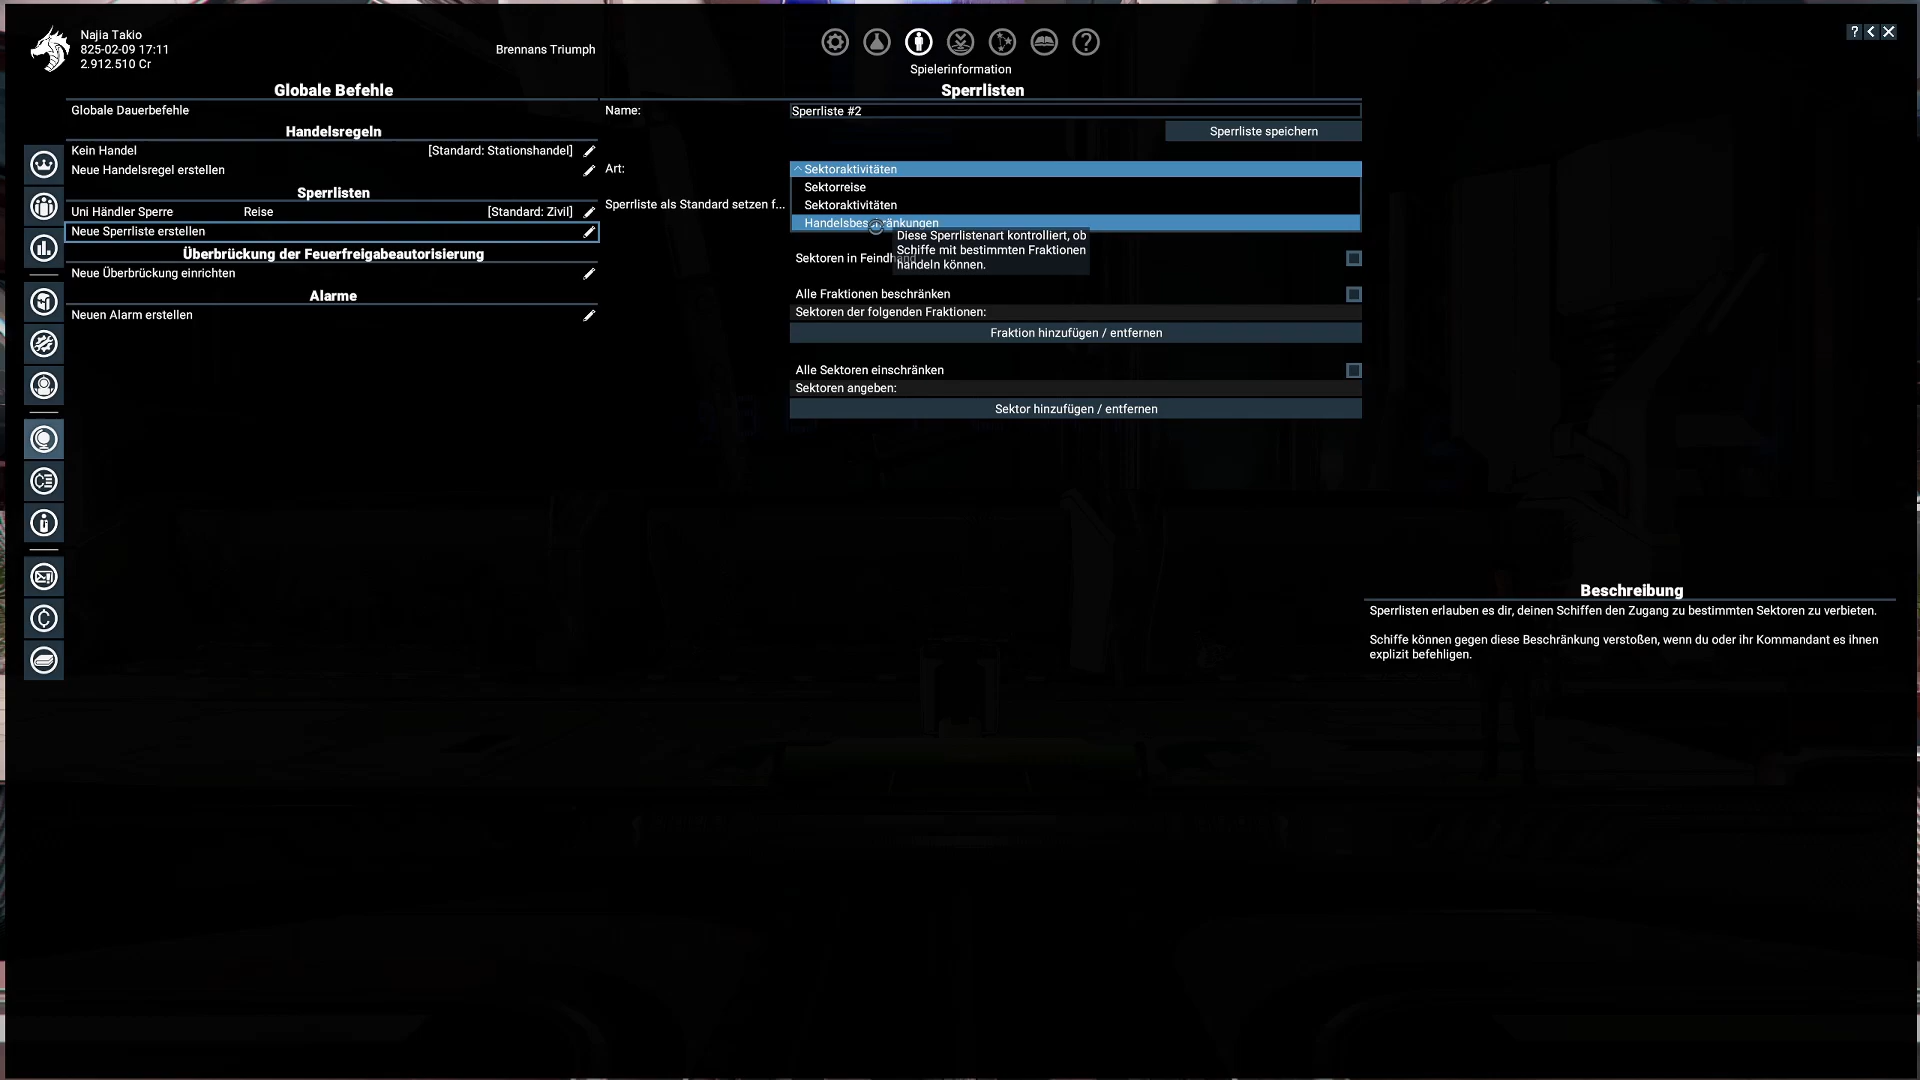 Najia Takio
825-02-09 17:11
2.912.510 Cr
Brennans Triumph
Spielerinformation
? < X
Globale Befehle
Globale Dauerbefehle
Handelsregeln
Kein Handel [Standard: Stationshandel]
Neue Handelsregel erstellen
Sperrlisten
Uni Händler Sperre Reise [Standard: Zivil]
Neue Sperrliste erstellen
Überbrückung der Feuerfreigabeautorisierung
Neue Überbrückung einrichten
Alarme
Neuen Alarm erstellen
Sperrlisten
Name: Sperrliste #2
Sperrliste speichern
Art: Sektoraktivitäten
Sektorreise
Sperrliste als Standard setzen f... Sektoraktivitäten
Handelsbeschränkungen
Diese Sperrlistenart kontrolliert, ob
Schiffe mit bestimmten Fraktionen
handeln können.
Sektoren in Feindhand
Alle Fraktionen beschränken
Sektoren der folgenden Fraktionen:
Fraktion hinzufügen / entfernen
Alle Sektoren einschränken
Sektoren angeben:
Sektor hinzufügen / entfernen
Beschreibung
Sperrlisten erlauben es dir, deinen Schiffen den Zugang zu bestimmten Sektoren zu verbieten.
Schiffe können gegen diese Beschränkung verstoßen, wenn du oder ihr Kommandant es ihnen
explizit befehligen.